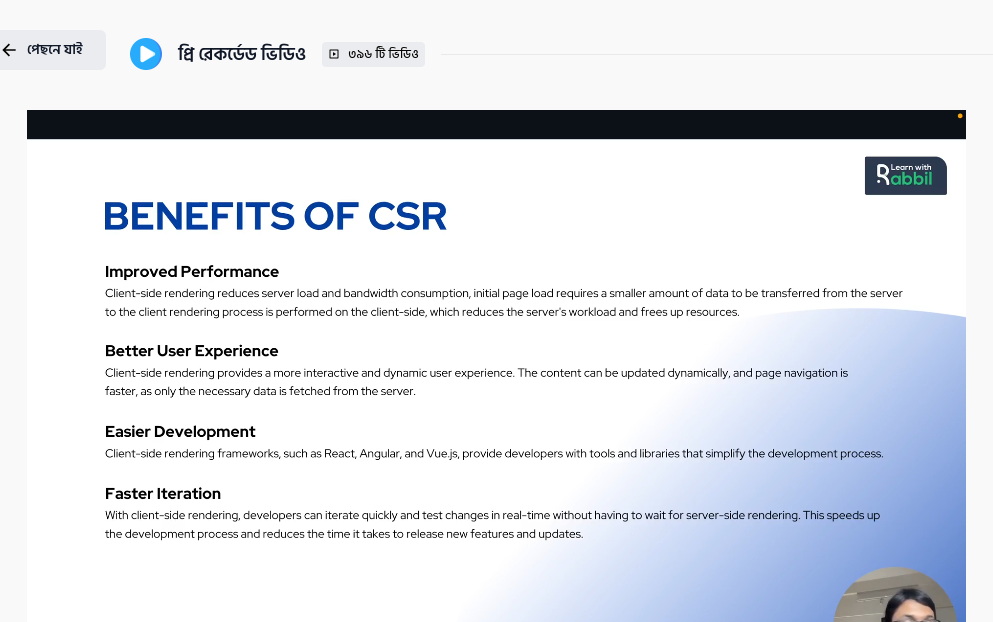 পেছনে যাই
প্রি রেকর্ডেড ভিডিও
৩৯৬ টি ভিডিও
Learn with
Rabbil
BENEFITS OF CSR
Improved Performance
Client-side rendering reduces server load and bandwidth consumption, initial page load requires a smaller amount of data to be transferred from the server
to the client rendering process is performed on the client-side, which reduces the server's workload and frees up resources.
Better User Experience
Client-side rendering provides a more interactive and dynamic user experience. The content can be updated dynamically, and page navigation is
faster, as only the necessary data is fetched from the server.
Easier Development
Client-side rendering frameworks, such as React, Angular, and Vue.js, provide developers with tools and libraries that simplify the development process.
Faster Iteration
With client-side rendering, developers can iterate quickly and test changes in real-time without having to wait for server-side rendering. This speeds up
the development process and reduces the time it takes to release new features and updates.